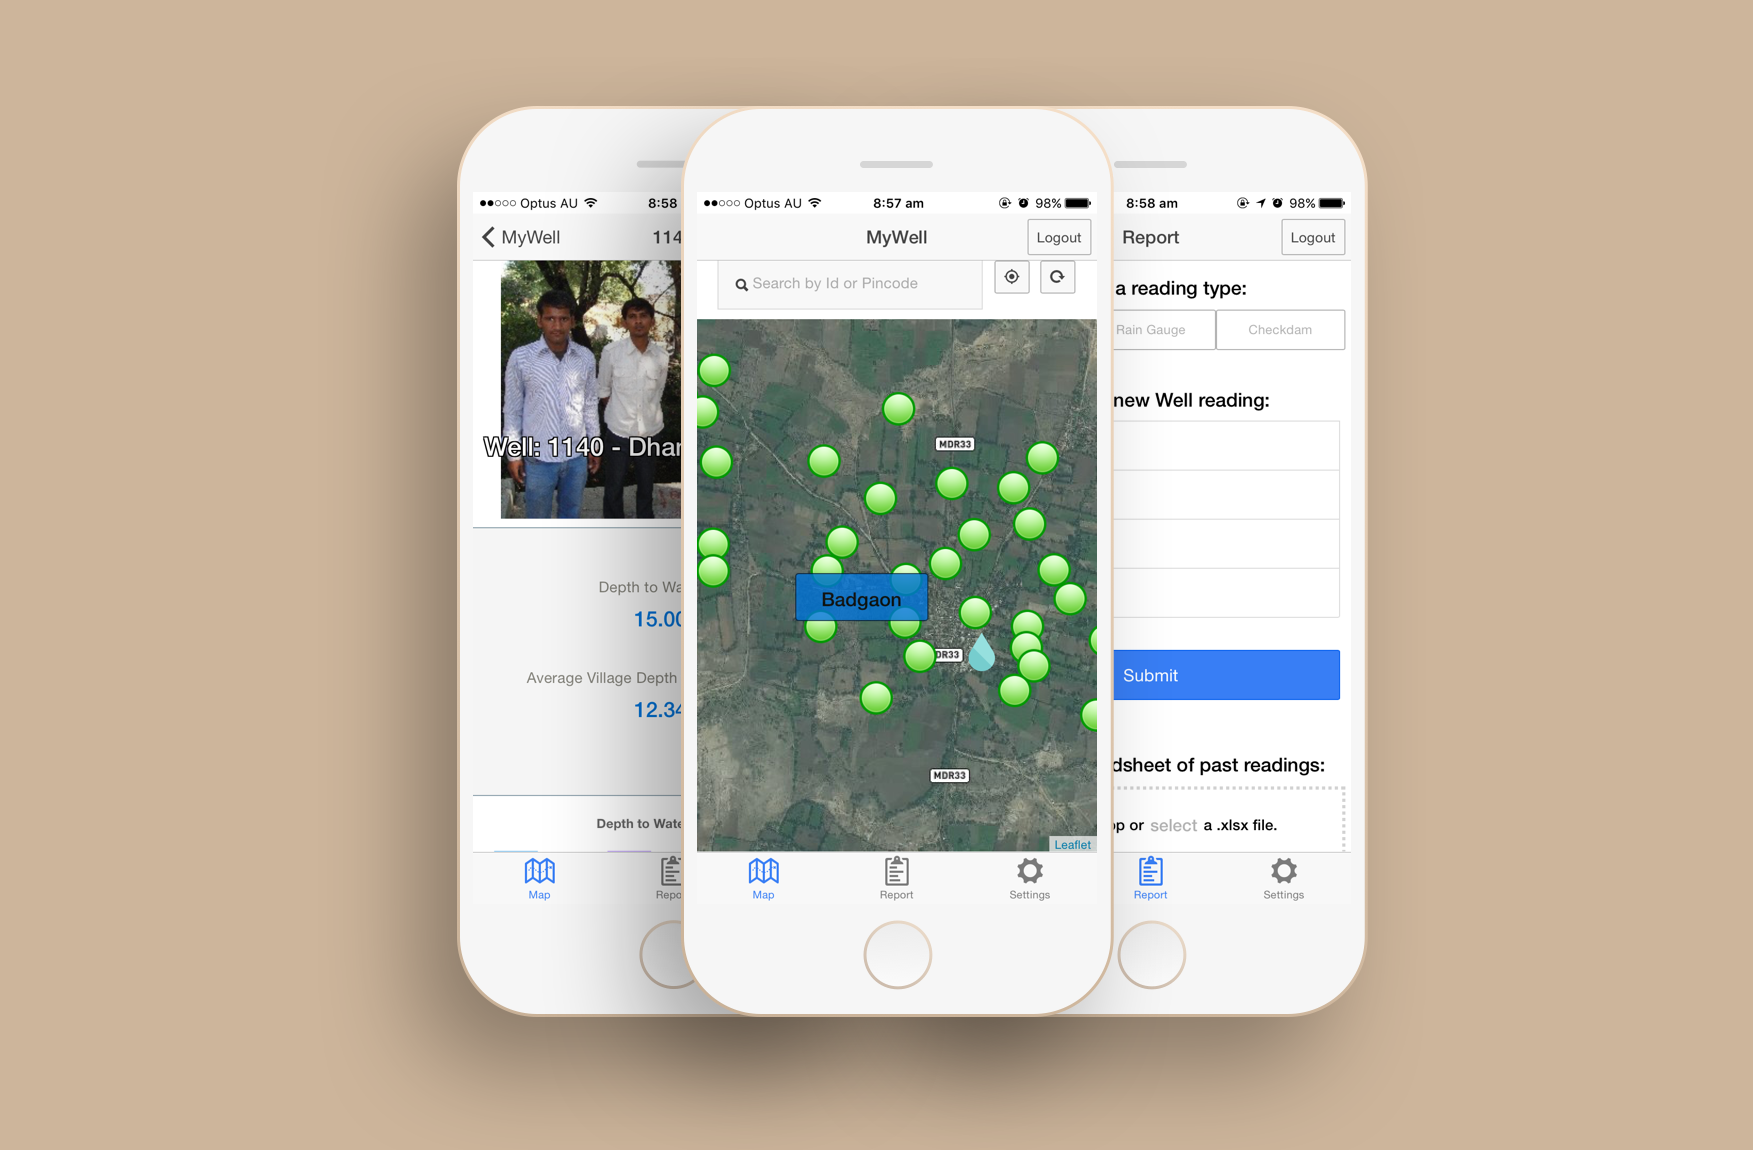 Optus AU
8:58
MyWell
114
Well: 1140 - Dhar
Depth to Wa
15.00
Average Village Depth
12.34
Depth to Wate
Map
Repo
Optus AU
8:57 am
98%
MyWell
Logout
Search by Id or Pincode
MDR33
Badgaon
DR33
MDR33
Leaflet
Map
Report
Settings
8:58 am
98%
Report
Logout
a reading type:
Rain Gauge
Checkdam
new Well reading:
Submit
dsheet of past readings:
op or select a .xlsx file.
Report
Settings